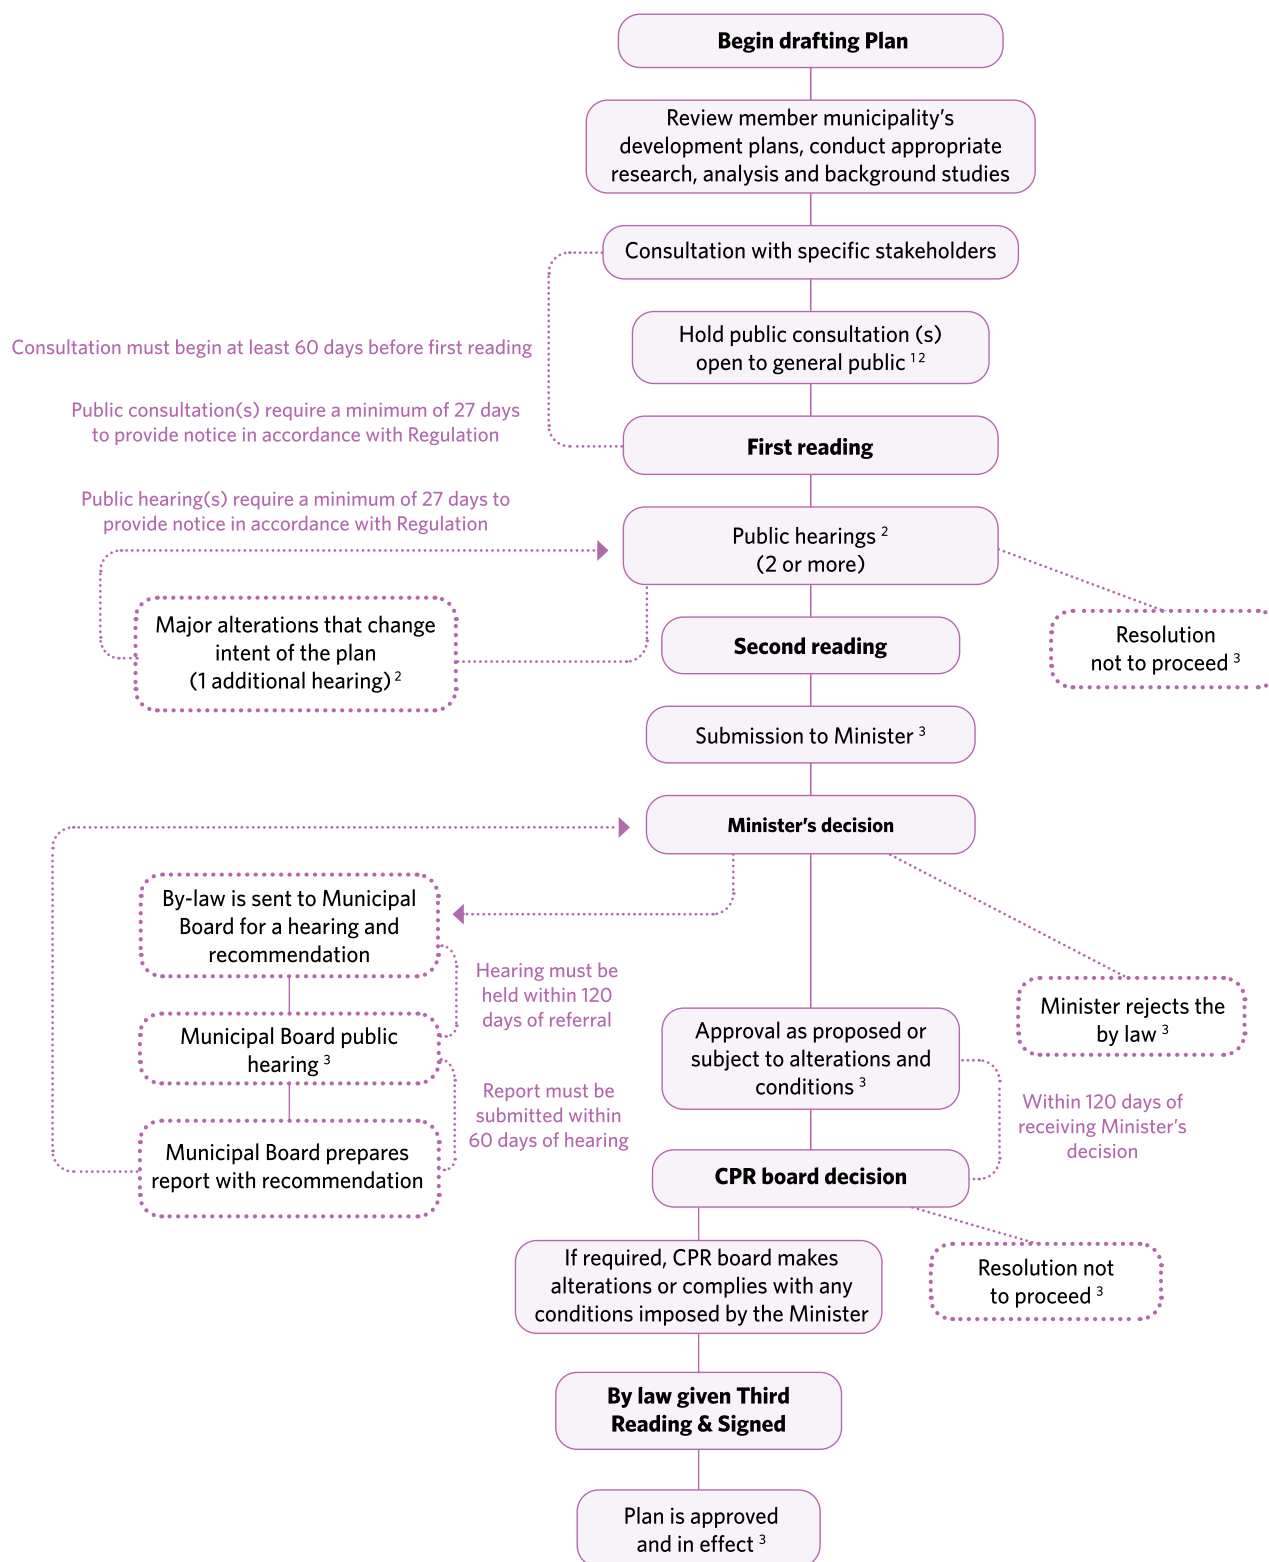 Begin drafting Plan
Review member municipality’s
development plans, conduct appropriate
research, analysis and background studies
Consultation with specific stakeholders
Consultation must begin at least 60 days before first reading
Hold public consultation (s)
open to general public 1 2
Public consultation(s) require a minimum of 27 days
to provide notice in accordance with Regulation
First reading
Public hearing(s) require a minimum of 27 days to
provide notice in accordance with Regulation
Public hearings 2
(2 or more)
Major alterations that change
intent of the plan
(1 additional hearing) 2
Second reading
Resolution
not to proceed 3
Submission to Minister 3
Minister’s decision
By-law is sent to Municipal
Board for a hearing and
recommendation
Hearing must be
held within 120
days of referral
Municipal Board public
hearing 3
Report must be
submitted within
60 days of hearing
Municipal Board prepares
report with recommendation
Approval as proposed or
subject to alterations and
conditions 3
Minister rejects the
by law 3
Within 120 days of
receiving Minister’s
decision
CPR board decision
If required, CPR board makes
alterations or complies with any
conditions imposed by the Minister
Resolution not
to proceed 3
By law given Third
Reading & Signed
Plan is approved
and in effect 3